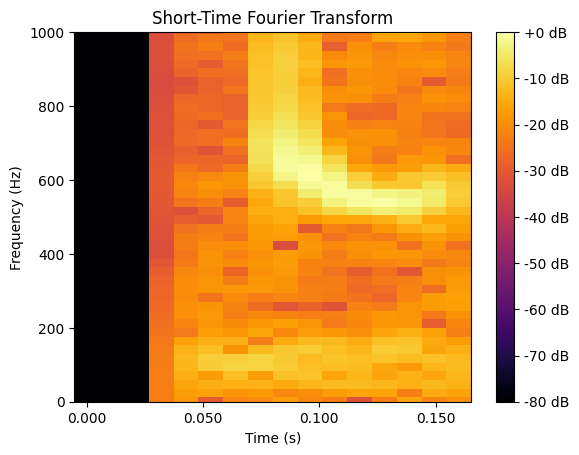 Short-Time Fourier Transform
1000
800
600
400
200
0
Frequency (Hz)
0.000
0.050
0.100
0.150
Time (s)
+0 dB
-10 dB
-20 dB
-30 dB
-40 dB
-50 dB
-60 dB
-70 dB
-80 dB